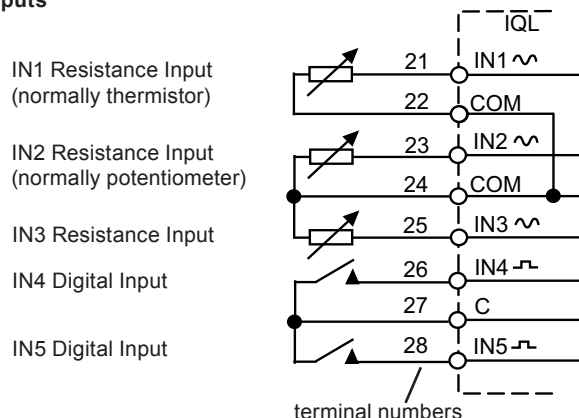 puts
IQL
IN1 Resistance Input
(normally thermistor)
21
IN1
22
COM
IN2 Resistance Input
(normally potentiometer)
23
IN2
24
COM
IN3 Resistance Input
25
IN3
IN4 Digital Input
26
IN4
27
C
IN5 Digital Input
28
IN5
terminal numbers